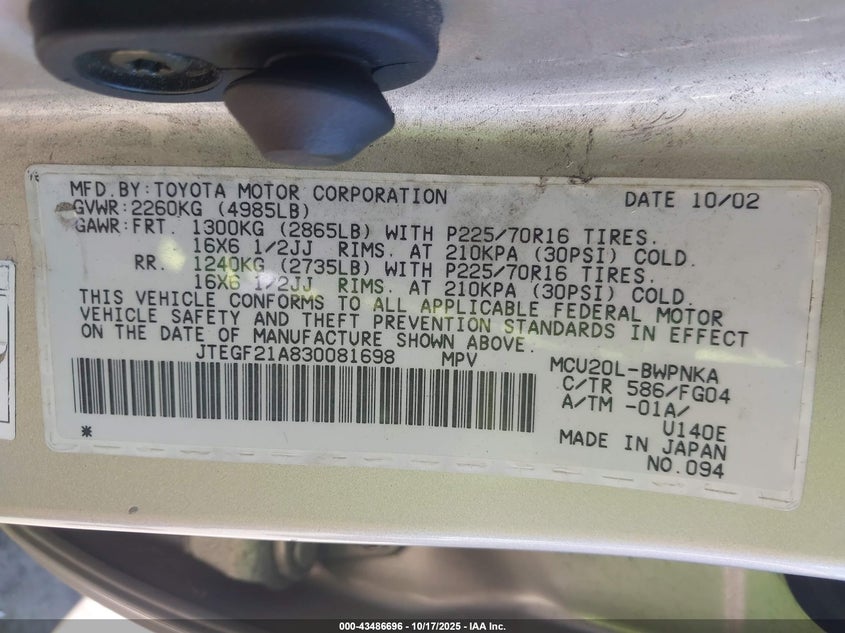 MFD.BY:TOYOTA MOTOR CORPORATION DATE 10/02
GVWR:2260KG (4985LB)
GAWR:FRT. 1300KG (2865LB) WITH P225/70R16 TIRES.
16X6 1/2JJ RIMS. AT 210KPA (30PSI) COLD.
RR. 1240KG (2735LB) WITH P225/70R16 TIRES.
16X6 1/2JJ RIMS. AT 210KPA (30PSI) COLD.
THIS VEHICLE CONFORMS TO ALL APPLICABLE FEDERAL MOTOR
VEHICLE SAFETY AND THEFT PREVENTION STANDARDS IN EFFECT
ON THE DATE OF MANUFACTURE SHOWN ABOVE.
JTEGF21A830081698 MPV MCU20L-BWPNKA
C/TR 586/FG04
A/TM -01A/
U140E
* MADE IN JAPAN
NO.094
000-43486696 - 10/17/2025 - IAA Inc.